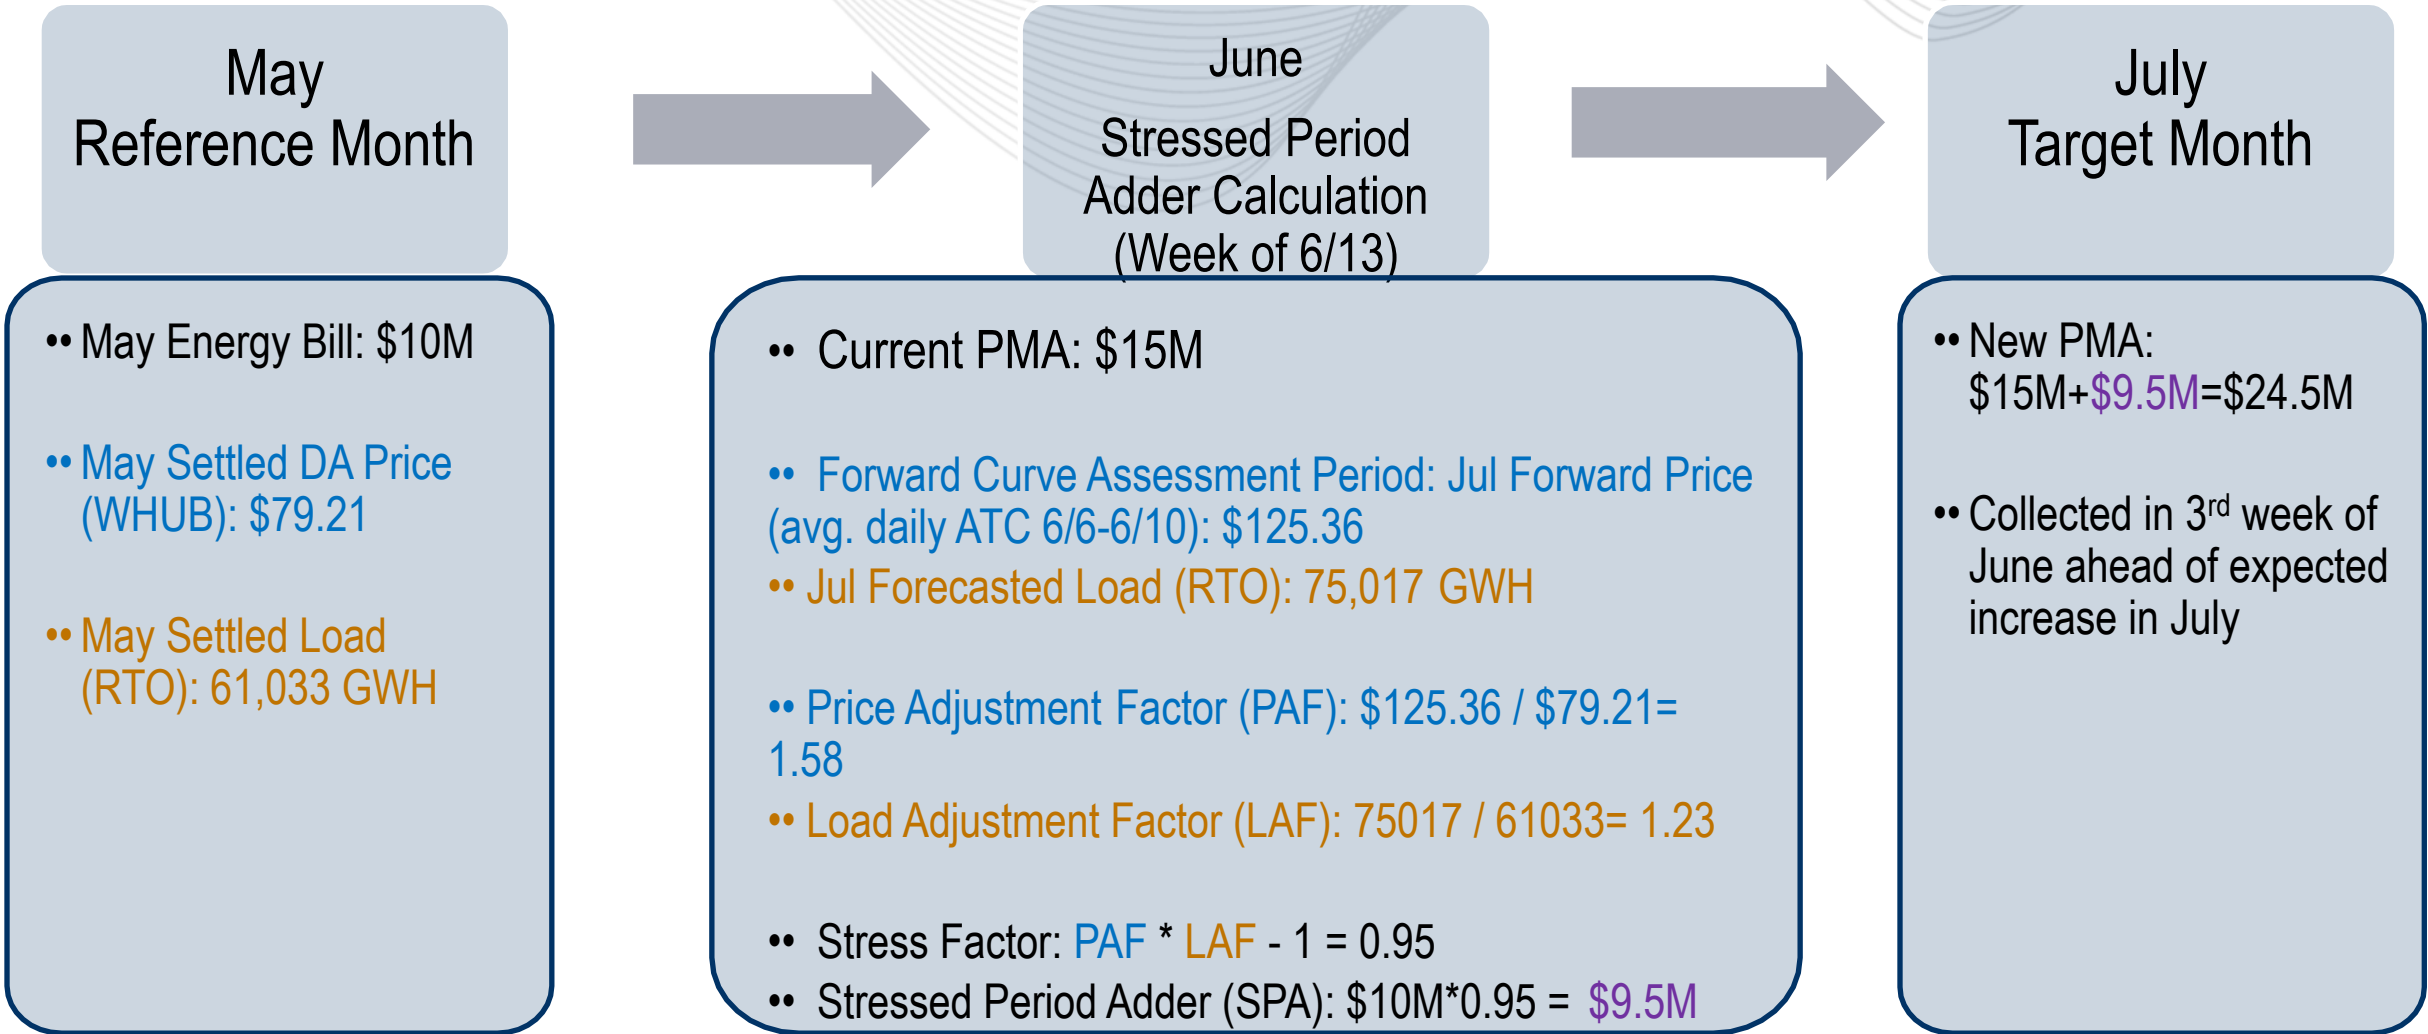 May
Reference Month
•• May Energy Bill: $10M
•• May Settled DA Price
(WHUB): $79.21
•• May Settled Load
(RTO): 61,033 GWH
June
Stressed Period
Adder Calculation
(Week of 6/13)
•• Current PMA: $15M
•• Forward Curve Assessment Period: Jul Forward Price
(avg. daily ATC 6/6-6/10): $125.36
•• Jul Forecasted Load (RTO): 75,017 GWH
•• Price Adjustment Factor (PAF): $125.36 / $79.21=
1.58
•• Load Adjustment Factor (LAF): 75017 / 61033= 1.23
•• Stress Factor: PAF * LAF - 1 = 0.95
•• Stressed Period Adder (SPA): $10M*0.95 = $9.5M
July
Target Month
•• New PMA:
$15M+$9.5M=$24.5M
•• Collected in 3rd week of
June ahead of expected
increase in July